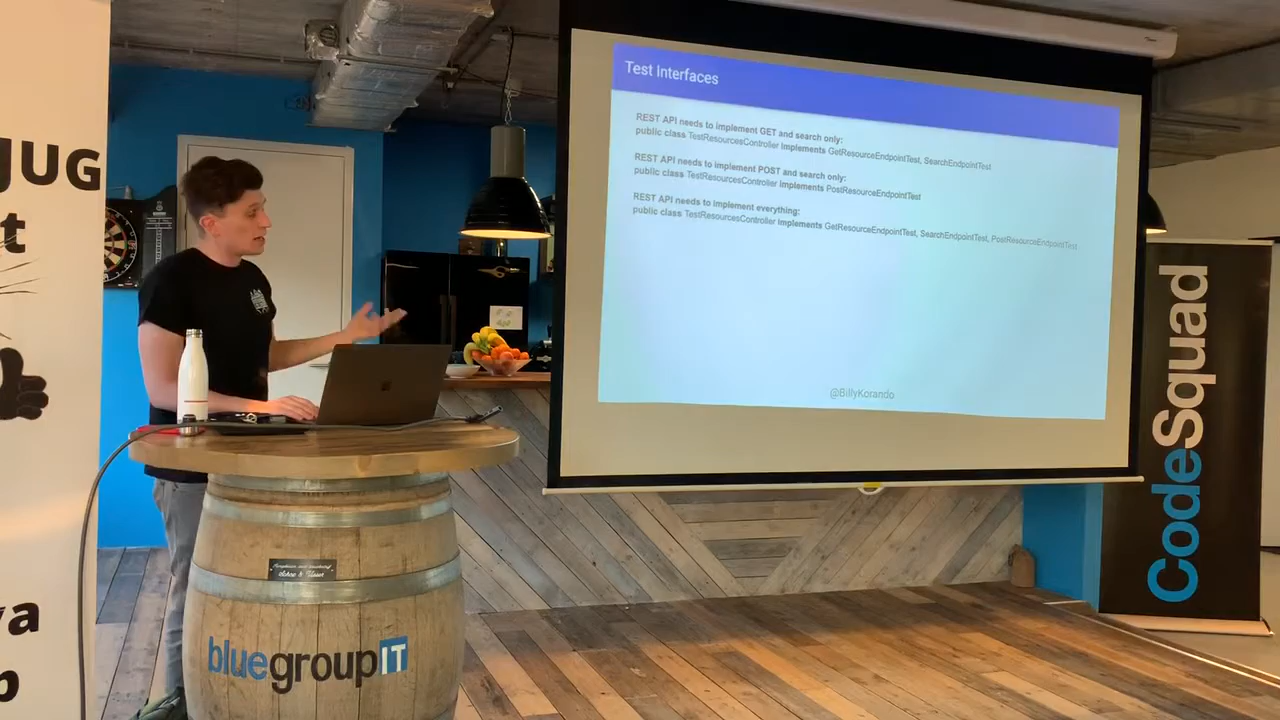 JUG
t
va
p
Test Interfaces
REST API needs to implement GET and search only:
public class TestResourcesController implements GetResourceEndpointTest, SearchEndpointTest
REST API needs to implement POST and search only:
public class TestResourcesController implements PostResourceEndpointTest
REST API needs to implement everything:
public class TestResourcesController implements GetResourceEndpointTest, SearchEndpointTest, PostResourceEndpointTest
@BillyKorando
CodeSquad
bluegroupIT